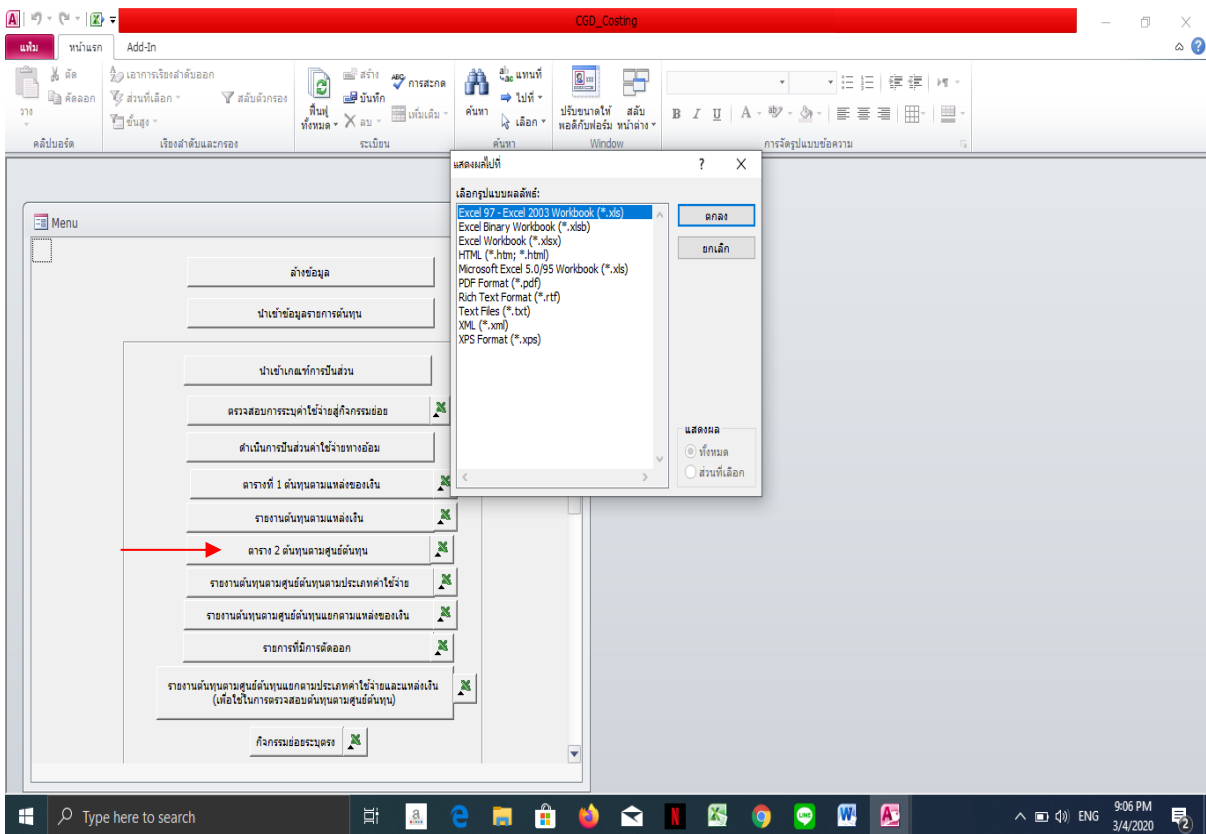 CGD_Costing
แฟ้ม
หน้าแรก
Add-In
วาง
ตัด
คัดลอก
คลิปบอร์ด
เอาการเรียงลำดับออก
ส่วนที่เลือก
ขั้นสูง
สลับตัวกรอง
เรียงลำดับและกรอง
ฟื้นฟู
ทั้งหมด
สร้าง
บันทึก
ลบ
การสะกด
เพิ่มเติม
ระเบียน
ค้นหา
แทนที่
ไปที่
เลือก
ค้นหา
ปรับขนาดให้
พอดีกับฟอร์ม
สลับ
หน้าต่าง
Window
B I U A
การจัดรูปแบบข้อความ
แสดงผลไปที่
?
X
เลือกรูปแบบผลลัพธ์:
Excel 97 - Excel 2003 Workbook (*.xls)
Excel Binary Workbook (*.xlsb)
Excel Workbook (*.xlsx)
HTML (*.htm; *.html)
Microsoft Excel 5.0/95 Workbook (*.xls)
PDF Format (*.pdf)
Rich Text Format (*.rtf)
Text Files (*.txt)
XML (*.xml)
XPS Format (*.xps)
ตกลง
ยกเลิก
แสดงผล
ทั้งหมด
ส่วนที่เลือก
Menu
ล้างข้อมูล
นำเข้าข้อมูลรายการต้นทุน
นำเข้าเกณฑ์การปันส่วน
ตรวจสอบการระบุค่าใช้จ่ายสู่กิจกรรมย่อย
ดำเนินการปันส่วนค่าใช้จ่ายทางอ้อม
ตารางที่ 1 ต้นทุนตามแหล่งของเงิน
รายงานต้นทุนตามแหล่งเงิน
ตาราง 2 ต้นทุนตามศูนย์ต้นทุน
รายงานต้นทุนตามศูนย์ต้นทุนตามประเภทค่าใช้จ่าย
รายงานต้นทุนตามศูนย์ต้นทุนแยกตามแหล่งของเงิน
รายการที่มีการตัดออก
รายงานต้นทุนตามศูนย์ต้นทุนแยกตามประเภทค่าใช้จ่ายและแหล่งเงิน
(เพื่อใช้ในการตรวจสอบต้นทุนตามศูนย์ต้นทุน)
กิจกรรมย่อยระบุตรง
Type here to search
ENG
9:06 PM
3/4/2020